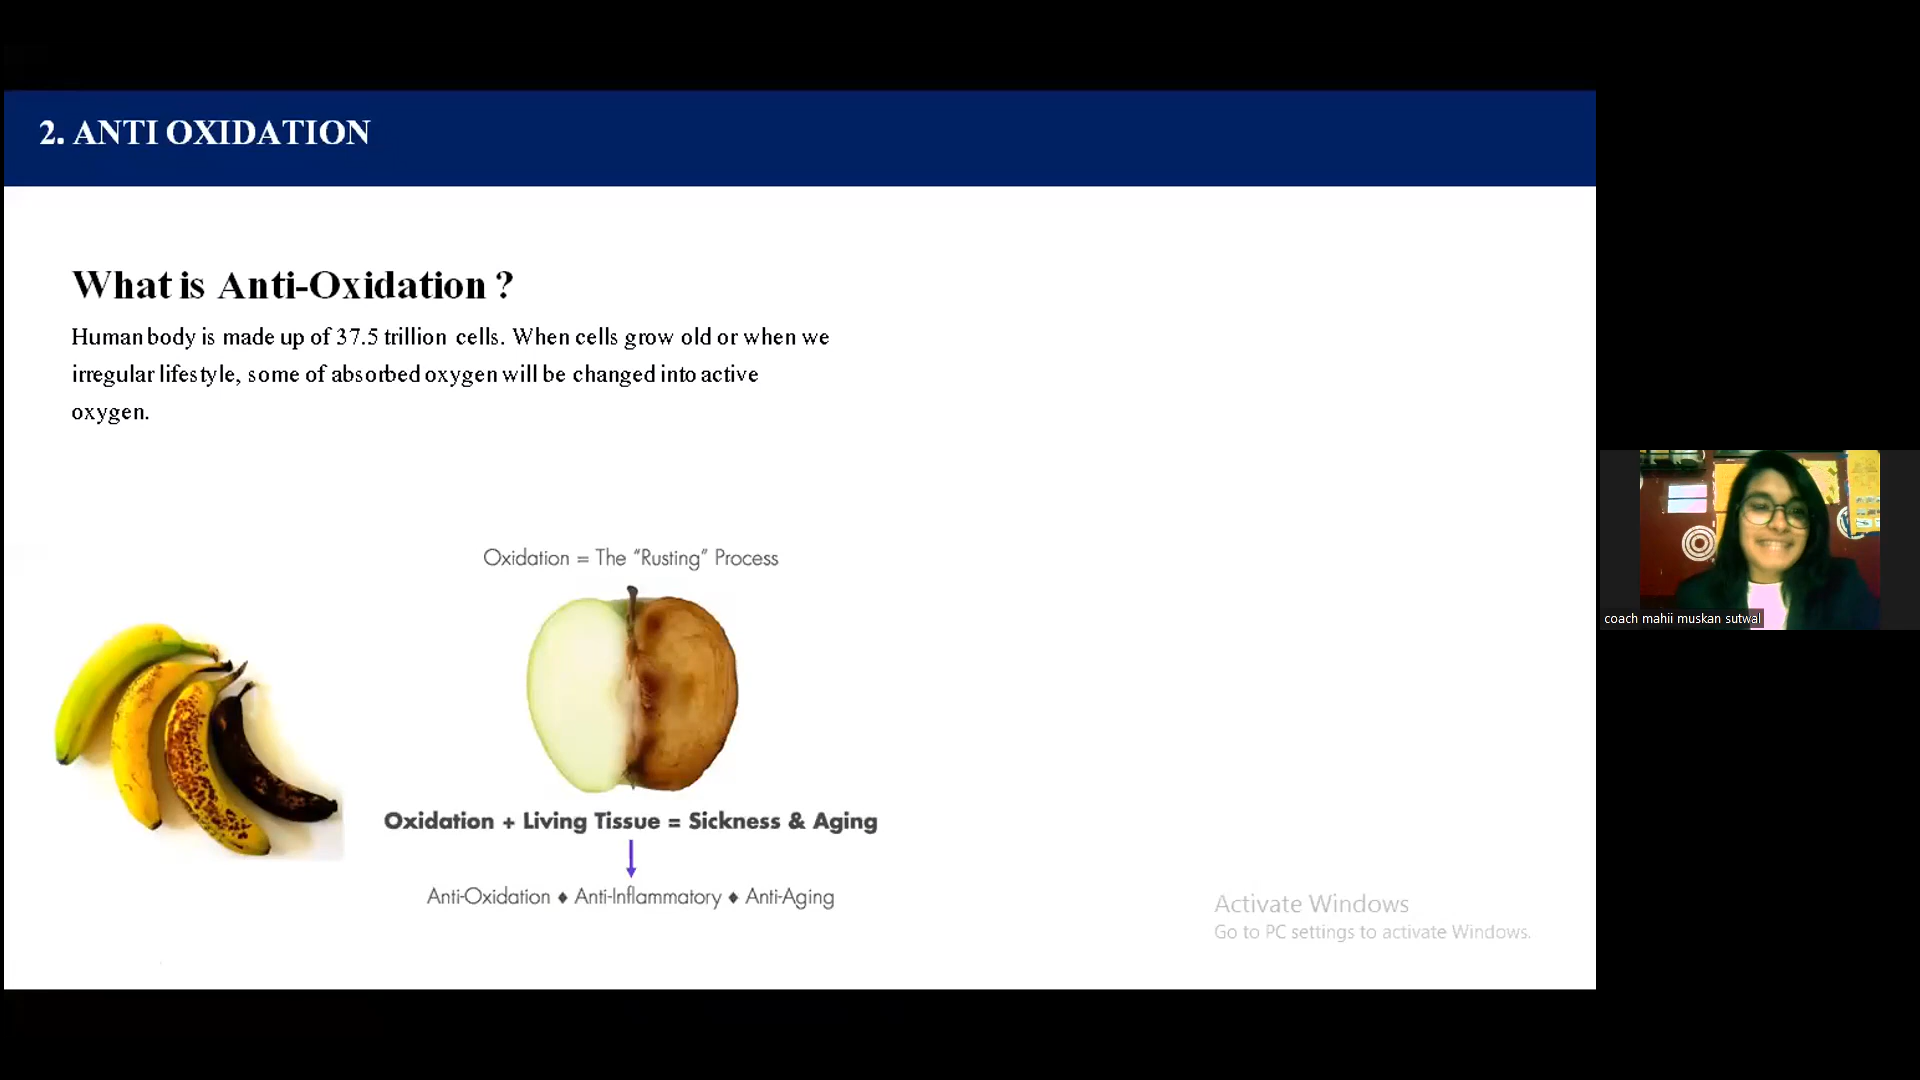 2. ANTI OXIDATION
What is Anti-Oxidation ?
Human body is made up of 37.5 trillion cells. When cells grow old or when we
irregular lifestyle, some of absorbed oxygen will be changed into active
oxygen.
Oxidation = The “Rusting” Process
Oxidation + Living Tissue = Sickness & Aging
Anti-Oxidation ♦ Anti-Inflammatory ♦ Anti-Aging
Activate Windows
Go to PC settings to activate Windows.
coach mahii muskan sutwal